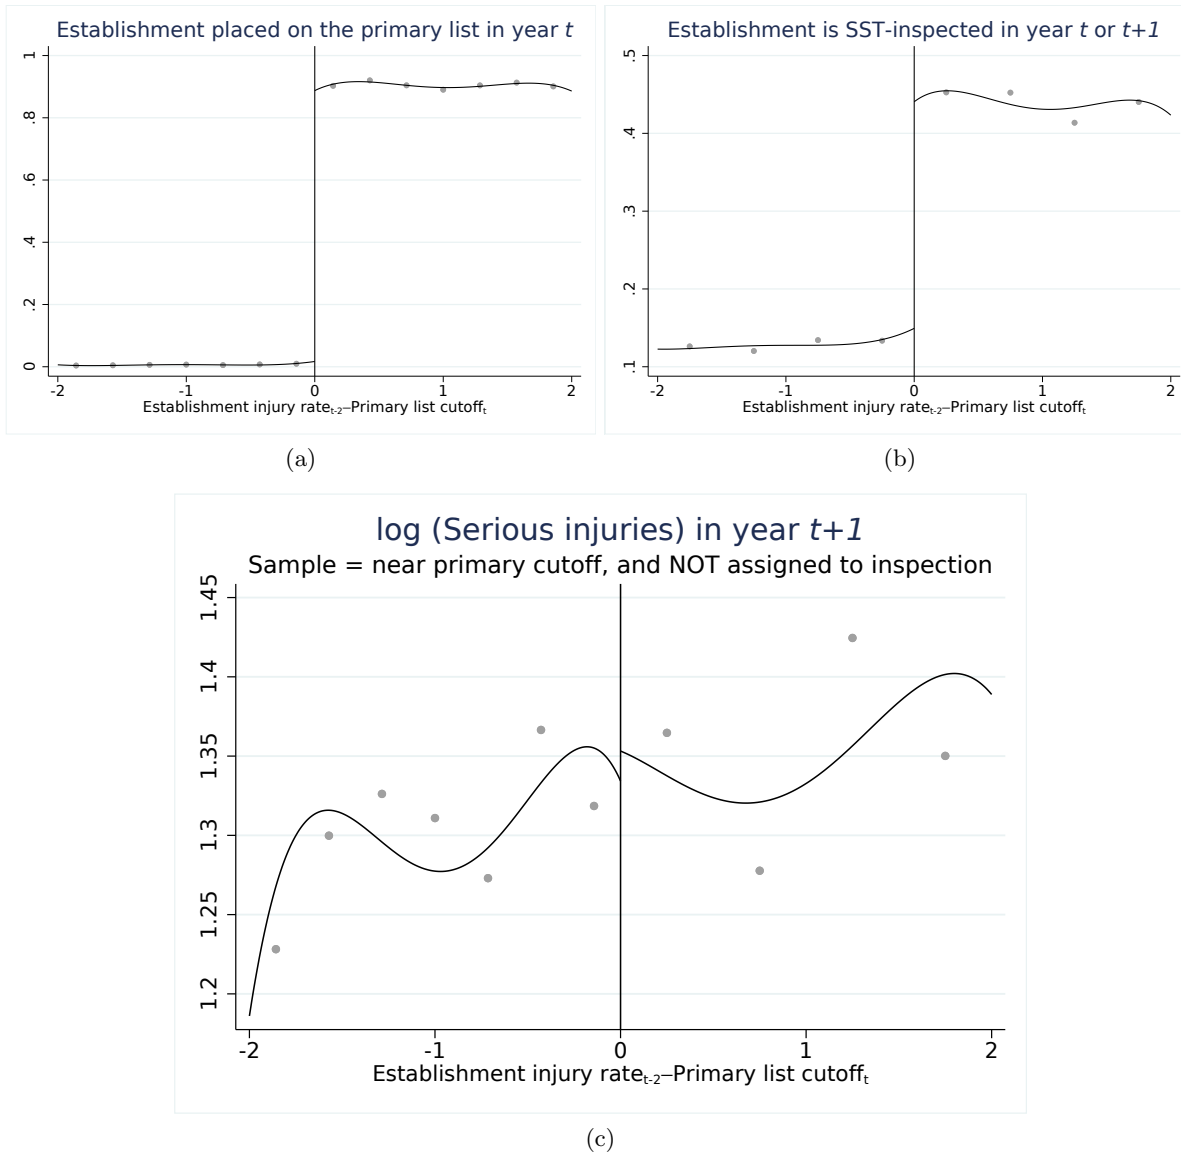 Establishment placed on the primary list in year t
1
.8
.6
.4
.2
0
-2 -1 0 1 2
Establishment injury rate_t-2–Primary list cutoff_t
(a)
Establishment is SST-inspected in year t or t+1
.5
.4
.3
.2
.1
-2 -1 0 1 2
Establishment injury rate_t-2–Primary list cutoff_t
(b)
log (Serious injuries) in year t+1
Sample = near primary cutoff, and NOT assigned to inspection
1.45
1.4
1.35
1.3
1.25
1.2
-2 -1 0 1 2
Establishment injury rate_t-2–Primary list cutoff_t
(c)